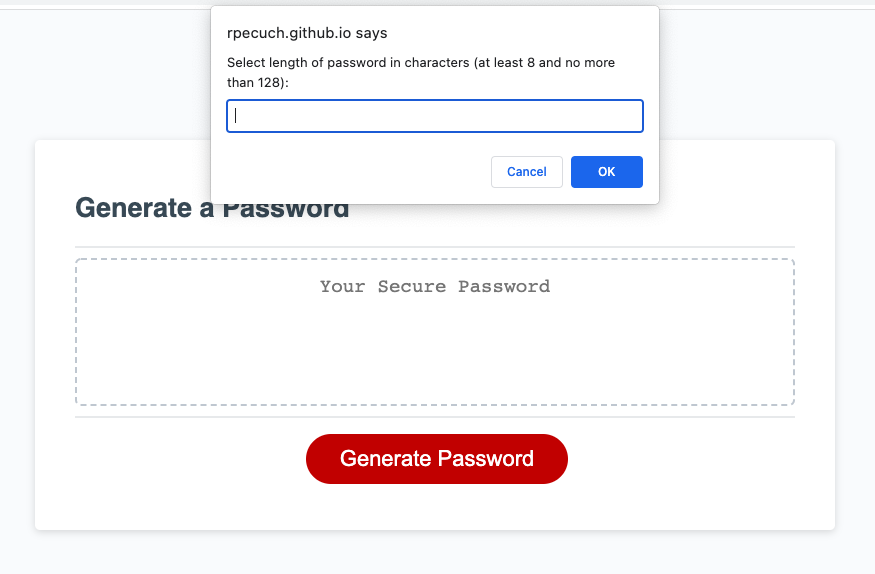 rpecuch.github.io says
Select length of password in characters (at least 8 and no more
than 128):
Cancel
OK
Generate a Password
Your Secure Password
Generate Password